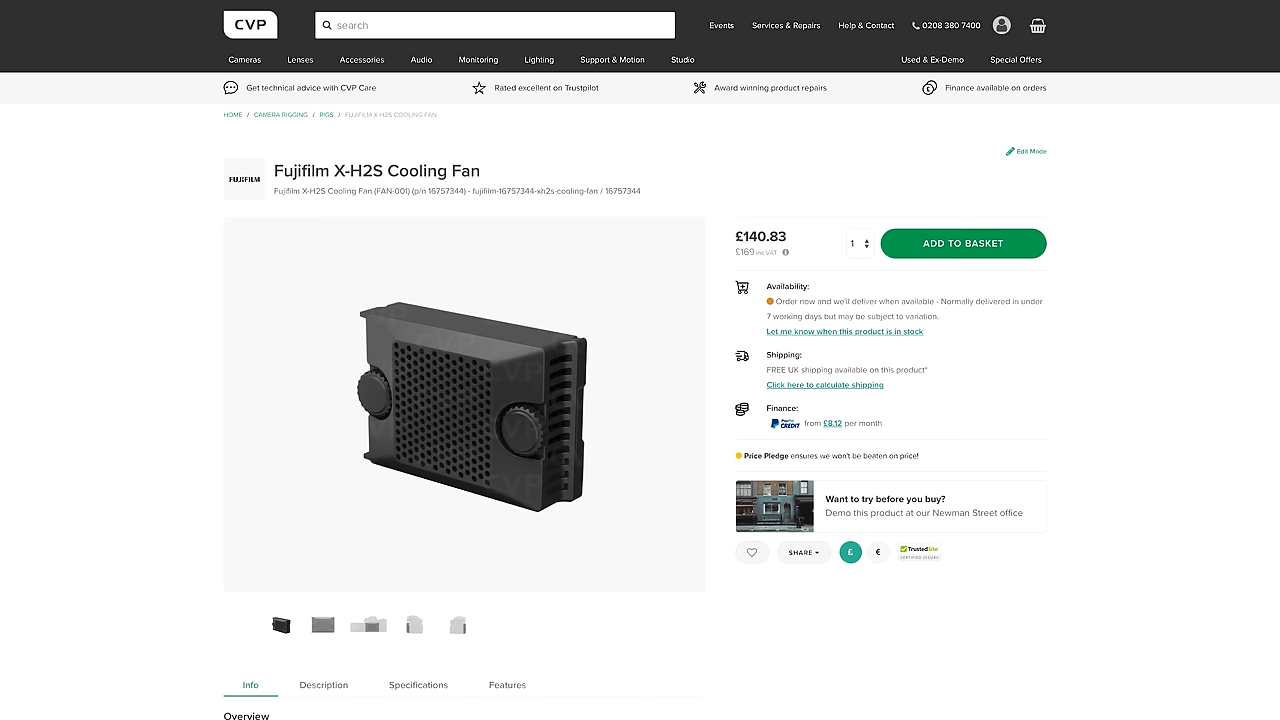 CVP
search
Events
Services & Repairs
Help & Contact
0208 380 7400
Cameras
Lenses
Accessories
Audio
Monitoring
Lighting
Support & Motion
Studio
Used & Ex-Demo
Special Offers
Get technical advice with CVP Care
Rated excellent on Trustpilot
Award winning product repairs
Finance available on orders
HOME / CAMERA RIGGING / RIGS / FUJIFILM X-H2S COOLING FAN
Edit Mode
FUJIFILM
Fujifilm X-H2S Cooling Fan
Fujifilm X-H2S Cooling Fan (FAN-001) (p/n 16757344) - fujifilm-16757344-xh2s-cooling-fan / 16757344
£140.83
£169 inc VAT
1
ADD TO BASKET
Availability:
Order now and we'll deliver when available - Normally delivered in under
7 working days but may be subject to variation.
Let me know when this product is in stock
Shipping:
FREE UK shipping available on this product*
Click here to calculate shipping
Finance:
PayPal CREDIT from £8.12 per month
Price Pledge ensures we won't be beaten on price!
Want to try before you buy?
Demo this product at our Newman Street office
SHARE
£
€
TrustedSite
CERTIFIED SECURE
CVP
CVP
CVP
Info
Description
Specifications
Features
Overview